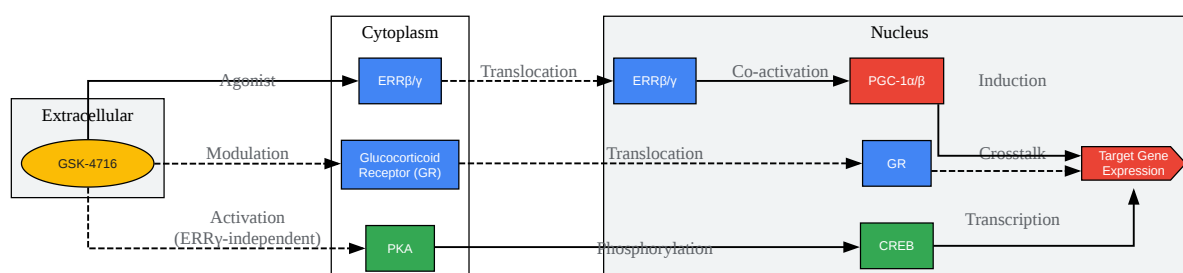 Cytoplasm
Nucleus
Extracellular
GSK-4716
Agonist
ERRβ/γ
Translocation
ERRβ/γ
Co-activation
PGC-1α/β
Induction
Modulation
Glucocorticoid
Receptor (GR)
Translocation
GR
Crosstalk
Target Gene
Expression
Activation
(ERRγ-independent)
PKA
Phosphorylation
CREB
Transcription